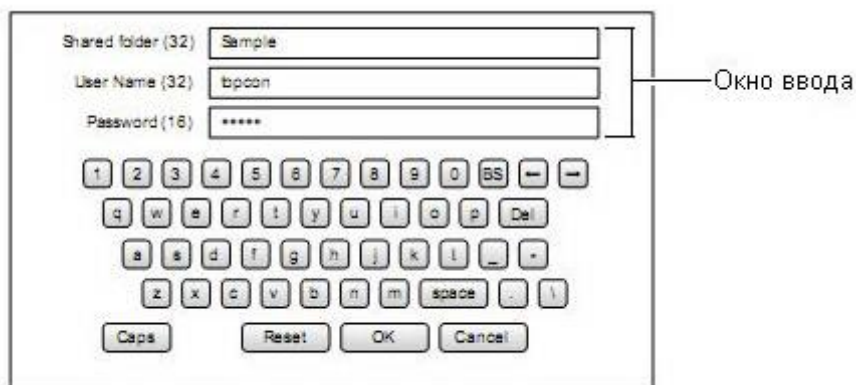 Shared folder (32) Sample
User Name (32) topcon
Password (16) *****
Окно ввода
1 2 3 4 5 6 7 8 9 0 BS ← →
q w e r t y u i o p Del
a s d f g h j k l _ -
z x c v b n m space . \
Caps Reset OK Cancel